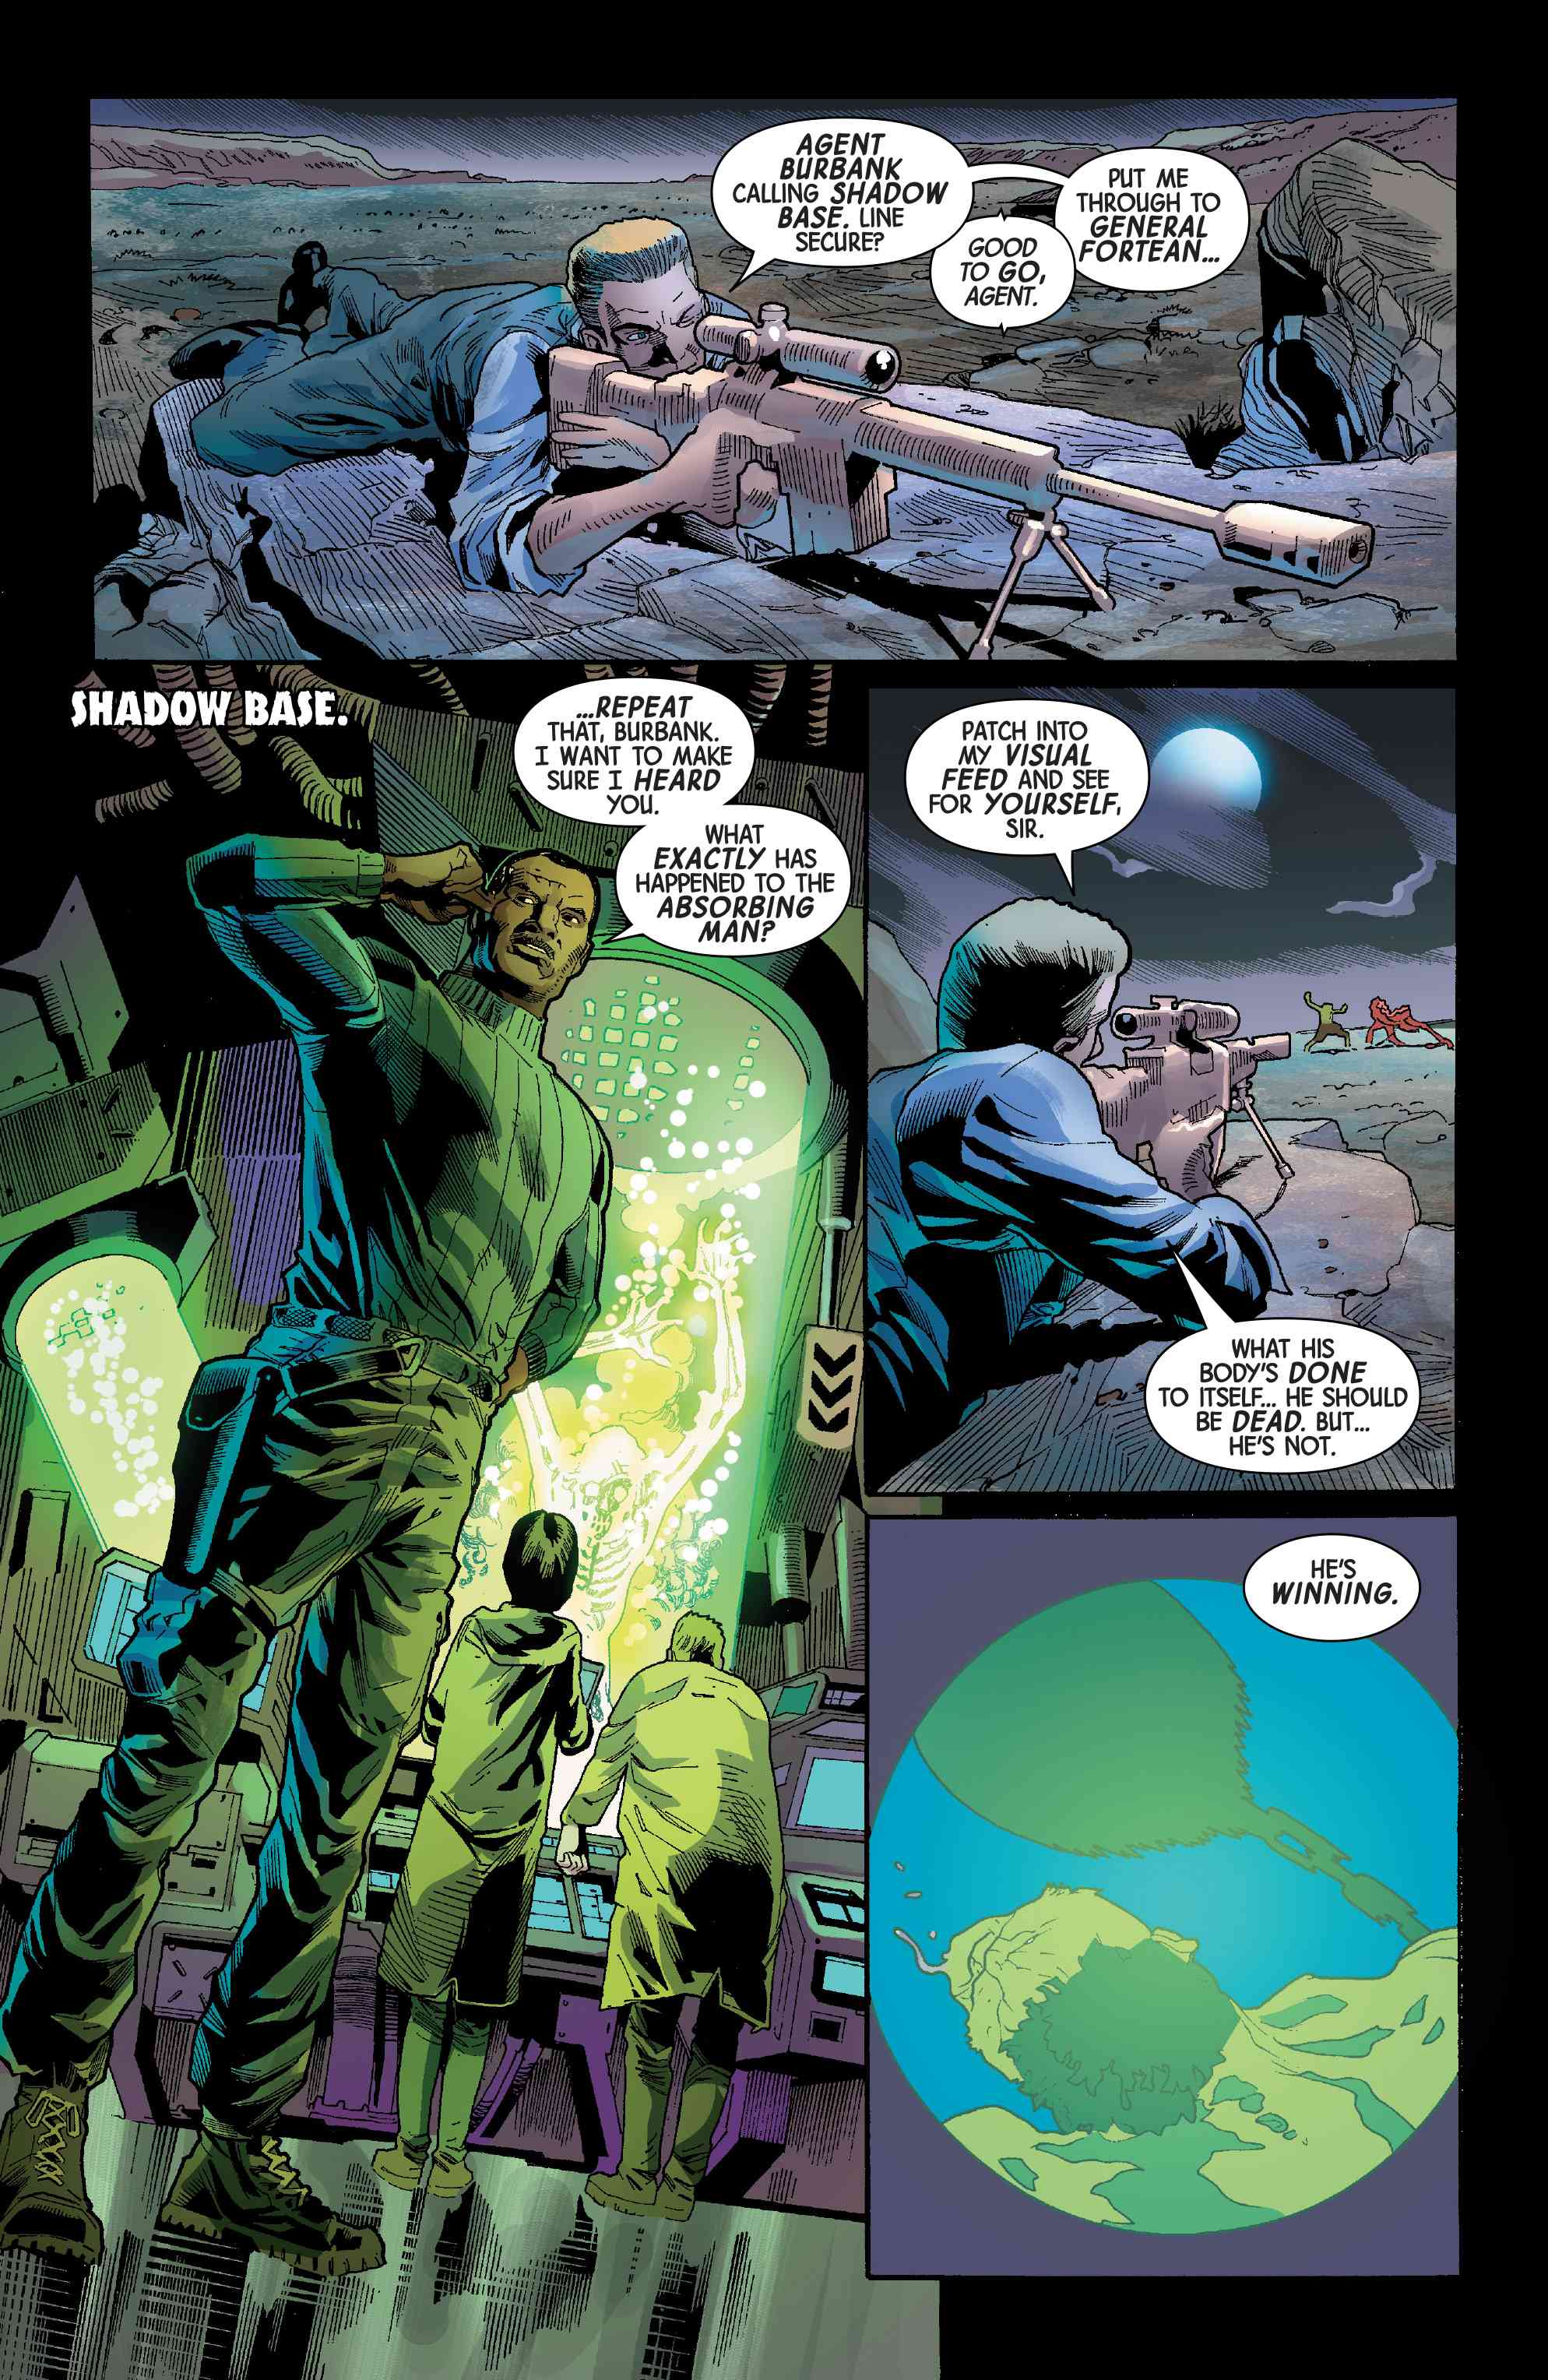 AGENT
BURBANK
CALLING SHADOW
BASE. LINE
SECURE?
GOOD
TO GO,
AGENT.
PUT ME
THROUGH TO
GENERAL
FORTEAN...
SHADOW BASE.
...REPEAT
THAT, BURBANK.
I WANT TO MAKE
SURE I HEARD
YOU.
WHAT
EXACTLY HAS
HAPPENED TO THE
ABSORBING
MAN?
PATCH INTO
MY VISUAL
FEED AND SEE
FOR YOURSELF,
SIR.
WHAT HIS
BODY'S DONE
TO ITSELF... HE SHOULD
BE DEAD. BUT...
HE'S NOT.
HE'S
WINNING.